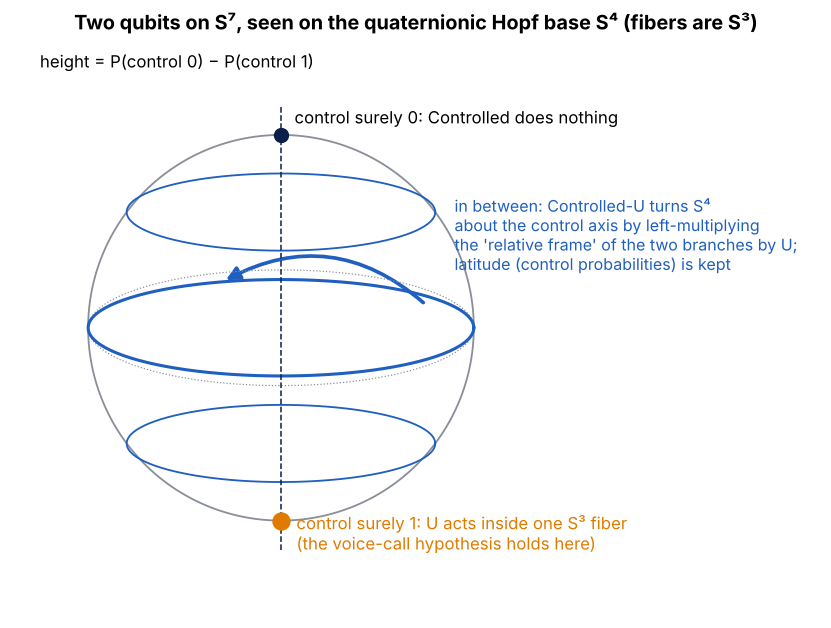 Two qubits on S⁷, seen on the quaternionic Hopf base S⁴ (fibers are S³)
height = P(control 0) − P(control 1)
control surely 0: Controlled does nothing
in between: Controlled-U turns S⁴
about the control axis by left-multiplying
the 'relative frame' of the two branches by U;
latitude (control probabilities) is kept
control surely 1: U acts inside one S³ fiber
(the voice-call hypothesis holds here)